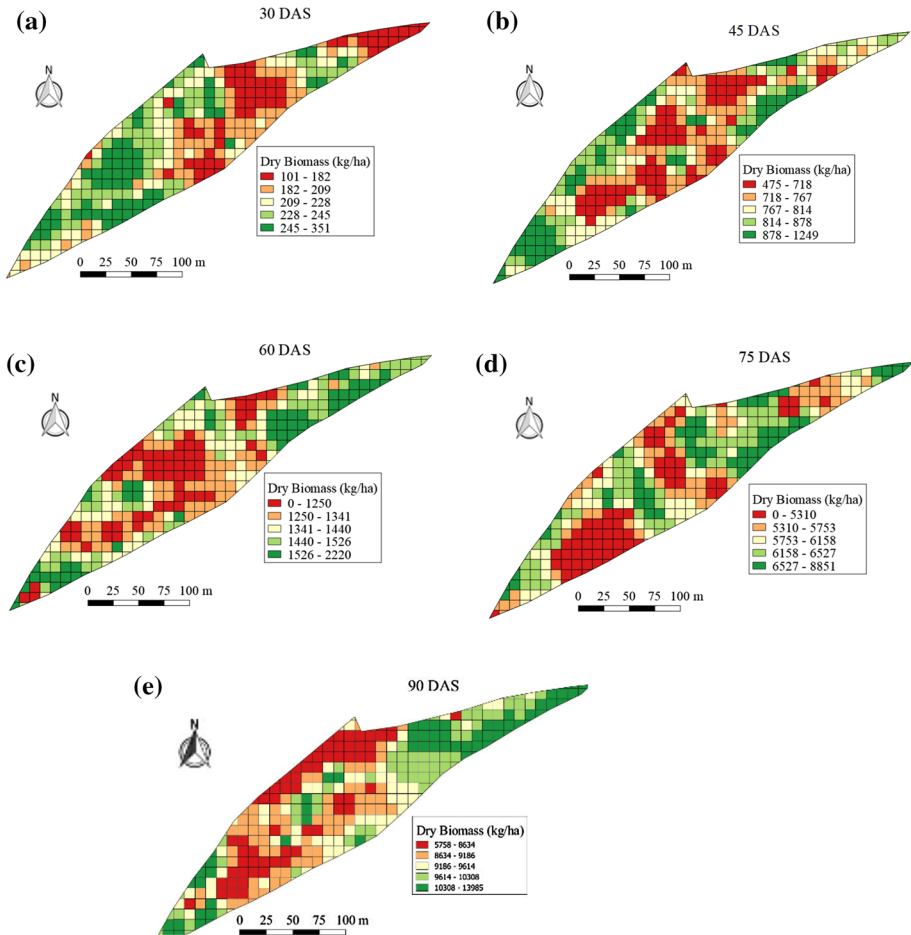 (a)
30 DAS
N
Dry Biomass (kg/ha)
101 - 182
182 - 209
209 - 228
228 - 245
245 - 351
0 25 50 75 100 m
(b)
45 DAS
N
Dry Biomass (kg/ha)
475 - 718
718 - 767
767 - 814
814 - 878
878 - 1249
0 25 50 75 100 m
(c)
60 DAS
N
Dry Biomass (kg/ha)
0 - 1250
1250 - 1341
1341 - 1440
1440 - 1526
1526 - 2220
0 25 50 75 100 m
(d)
75 DAS
N
Dry Biomass (kg/ha)
0 - 5310
5310 - 5753
5753 - 6158
6158 - 6527
6527 - 8851
0 25 50 75 100 m
(e)
90 DAS
N
Dry Biomass (kg/ha)
5758 - 8634
8634 - 9186
9186 - 9614
9614 - 10308
10308 - 13985
0 25 50 75 100 m